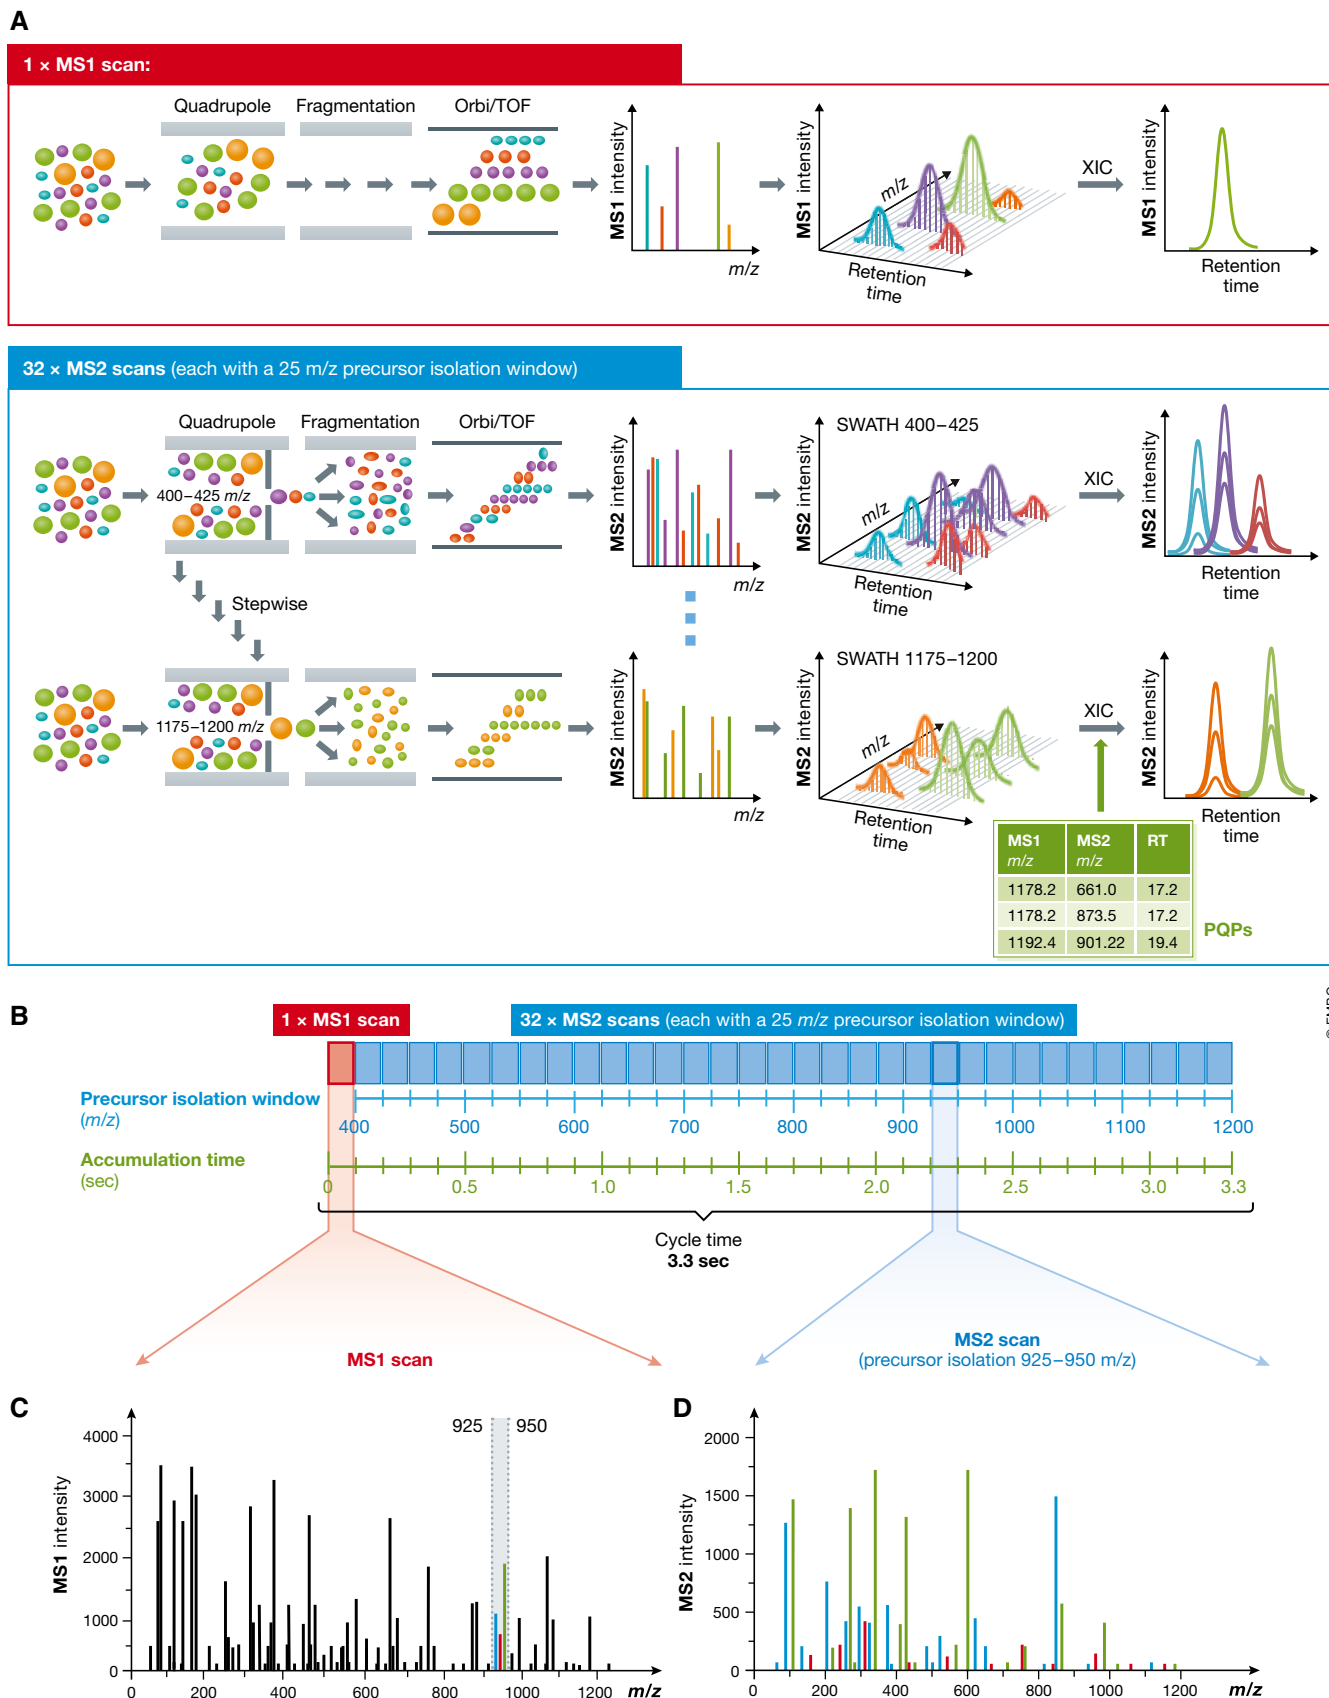 A
1 × MS1 scan:
Quadrupole
Fragmentation
Orbi/TOF
MS1 intensity
m/z
MS1 intensity
m/z
Retention
time
XIC
MS1 intensity
Retention
time
32 × MS2 scans (each with a 25 m/z precursor isolation window)
Quadrupole
Fragmentation
Orbi/TOF
400–425 m/z
MS2 intensity
m/z
SWATH 400–425
MS2 intensity
m/z
Retention
time
XIC
MS2 intensity
Retention
time
Stepwise
1175–1200 m/z
MS2 intensity
m/z
SWATH 1175–1200
MS2 intensity
m/z
Retention
time
XIC
MS2 intensity
Retention
time
MS1 MS2 RT
m/z m/z
1178.2 661.0 17.2
1178.2 873.5 17.2
1192.4 901.22 19.4
PQPs
B
1 × MS1 scan
32 × MS2 scans (each with a 25 m/z precursor isolation window)
Precursor isolation window
(m/z)
400 500 600 700 800 900 1000 1100 1200
Accumulation time
(sec)
0 0.5 1.0 1.5 2.0 2.5 3.0 3.3
Cycle time
3.3 sec
MS1 scan
MS2 scan
(precursor isolation 925–950 m/z)
C
925 950
MS1 intensity
4000
3000
2000
1000
0
0 200 400 600 800 1000 1200 m/z
D
MS2 intensity
2000
1500
1000
500
0
0 200 400 600 800 1000 1200 m/z